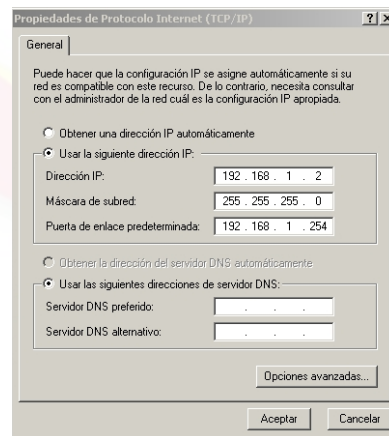 Propiedades de Protocolo Internet (TCP/IP)
General
Puede hacer que la configuración IP se asigne automáticamente si su
red es compatible con este recurso. De lo contrario, necesita consultar
con el administrador de la red cuál es la configuración IP apropiada.
Obtener una dirección IP automáticamente
Usar la siguiente dirección IP:
Dirección IP: 192 . 168 . 1 . 2
Máscara de subred: 255 . 255 . 255 . 0
Puerta de enlace predeterminada: 192 . 168 . 1 . 254
Obtener la dirección del servidor DNS automáticamente
Usar las siguientes direcciones de servidor DNS:
Servidor DNS preferido: . . .
Servidor DNS alternativo: . . .
Opciones avanzadas...
Aceptar Cancelar